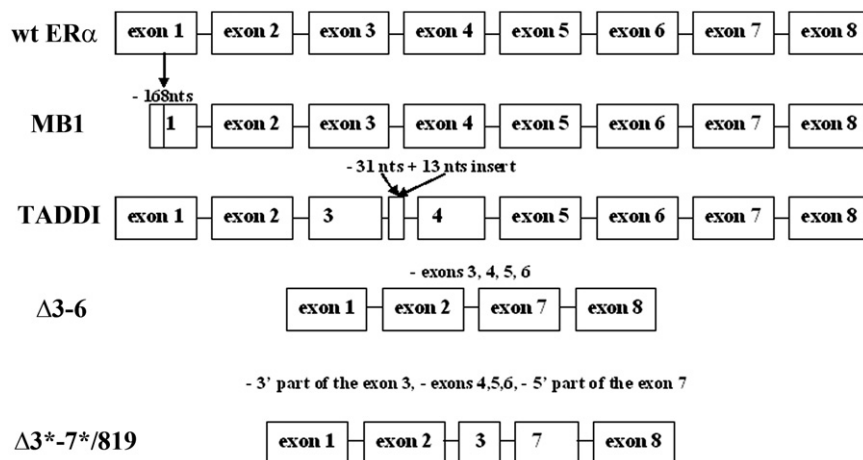 wt ERα exon 1 exon 2 exon 3 exon 4 exon 5 exon 6 exon 7 exon 8
- 168nts
MB1 1 exon 2 exon 3 exon 4 exon 5 exon 6 exon 7 exon 8
- 31 nts + 13 nts insert
TADDI exon 1 exon 2 3 4 exon 5 exon 6 exon 7 exon 8
- exons 3, 4, 5, 6
Δ3-6 exon 1 exon 2 exon 7 exon 8
- 3' part of the exon 3, - exons 4,5,6, - 5' part of the exon 7
Δ3*-7*/819 exon 1 exon 2 3 7 exon 8